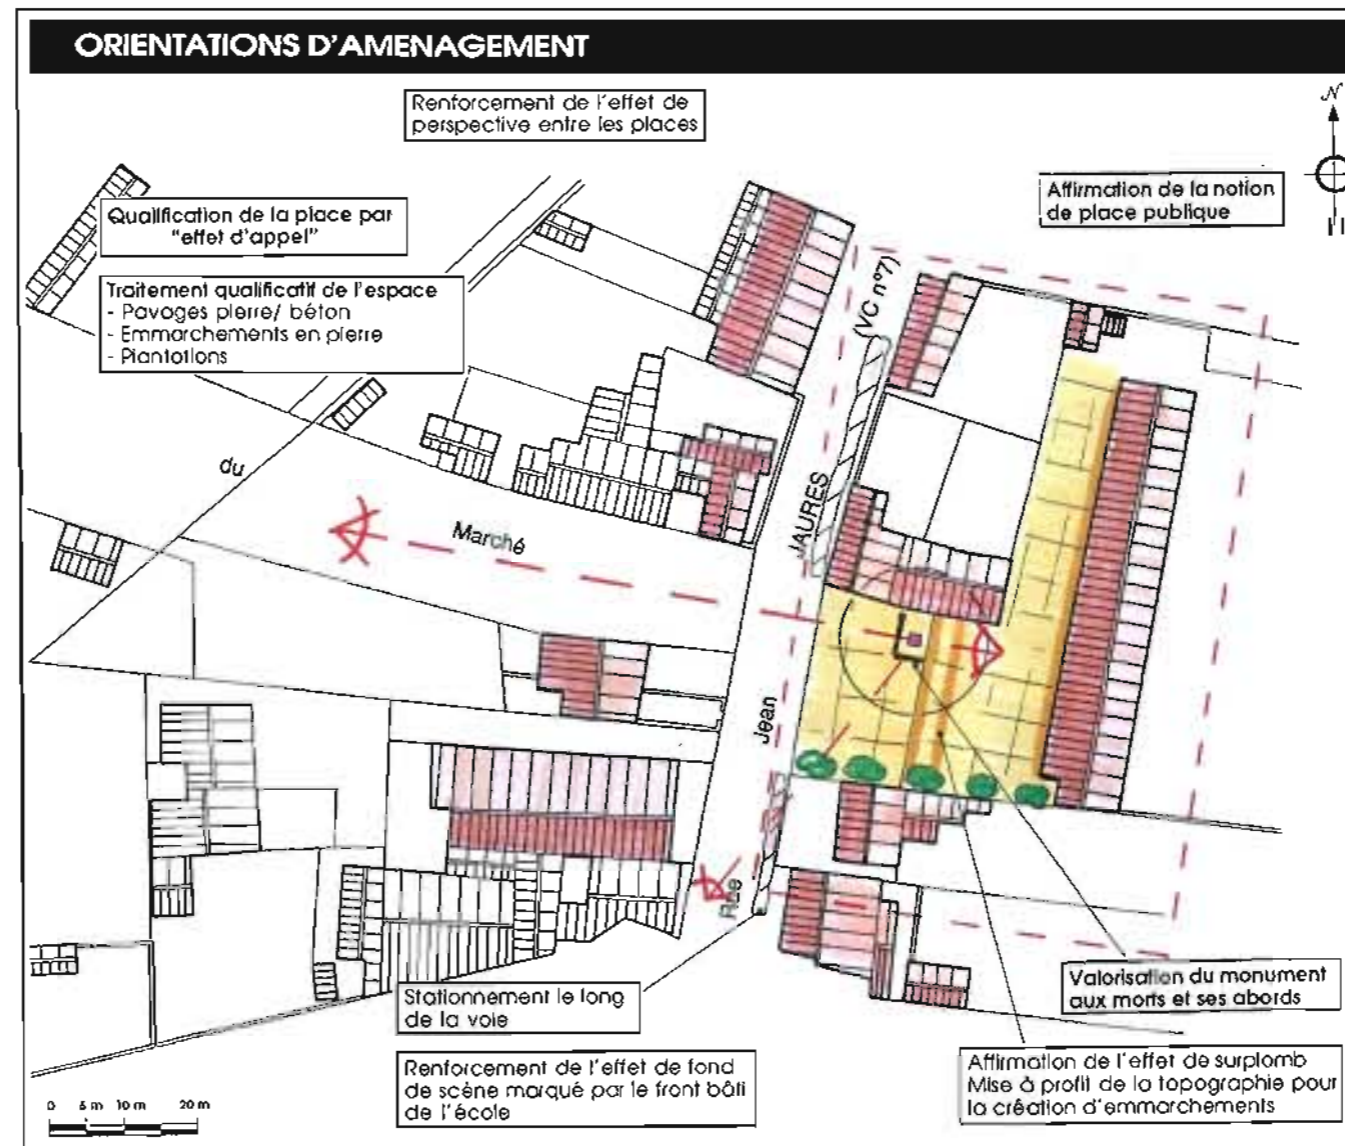 ORIENTATIONS D'AMENAGEMENT
Renforcement de l'effet de
perspective entre les places
N
Affirmation de la notion
de place publique
Qualification de la place par
"effet d'appel"
Traitement qualificatif de l'espace
- Pavages pierre/ béton
- Emmarchements en pierre
- Plantations
(VC nº7)
JAURES
Jean
Rue
du
Marché
Stationnement le long
de la voie
Renforcement de l'effet de fond
de scène marqué par le front bâti
de l'école
Valorisation du monument
aux morts et ses abords
Affirmation de l'effet de surplomb
Mise à profit de la topographie pour
la création d'emmarchements
0 5 m 10 m 20 m